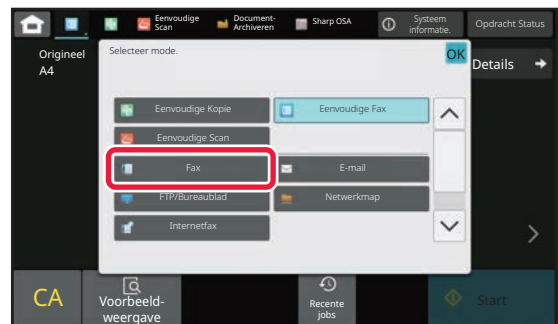 Eenvoudige
Scan
Document-
Archiveren
Sharp OSA
Systeem
informatie.
Opdracht Status
Origineel
A4
Selecteer mode.
OK
Details
Eenvoudige Kopie
Eenvoudige Fax
Eenvoudige Scan
Fax
E-mail
FTP/Bureaublad
Netwerkmap
Internetfax
CA
Voorbeeld-
weergave
Recente
jobs
Start